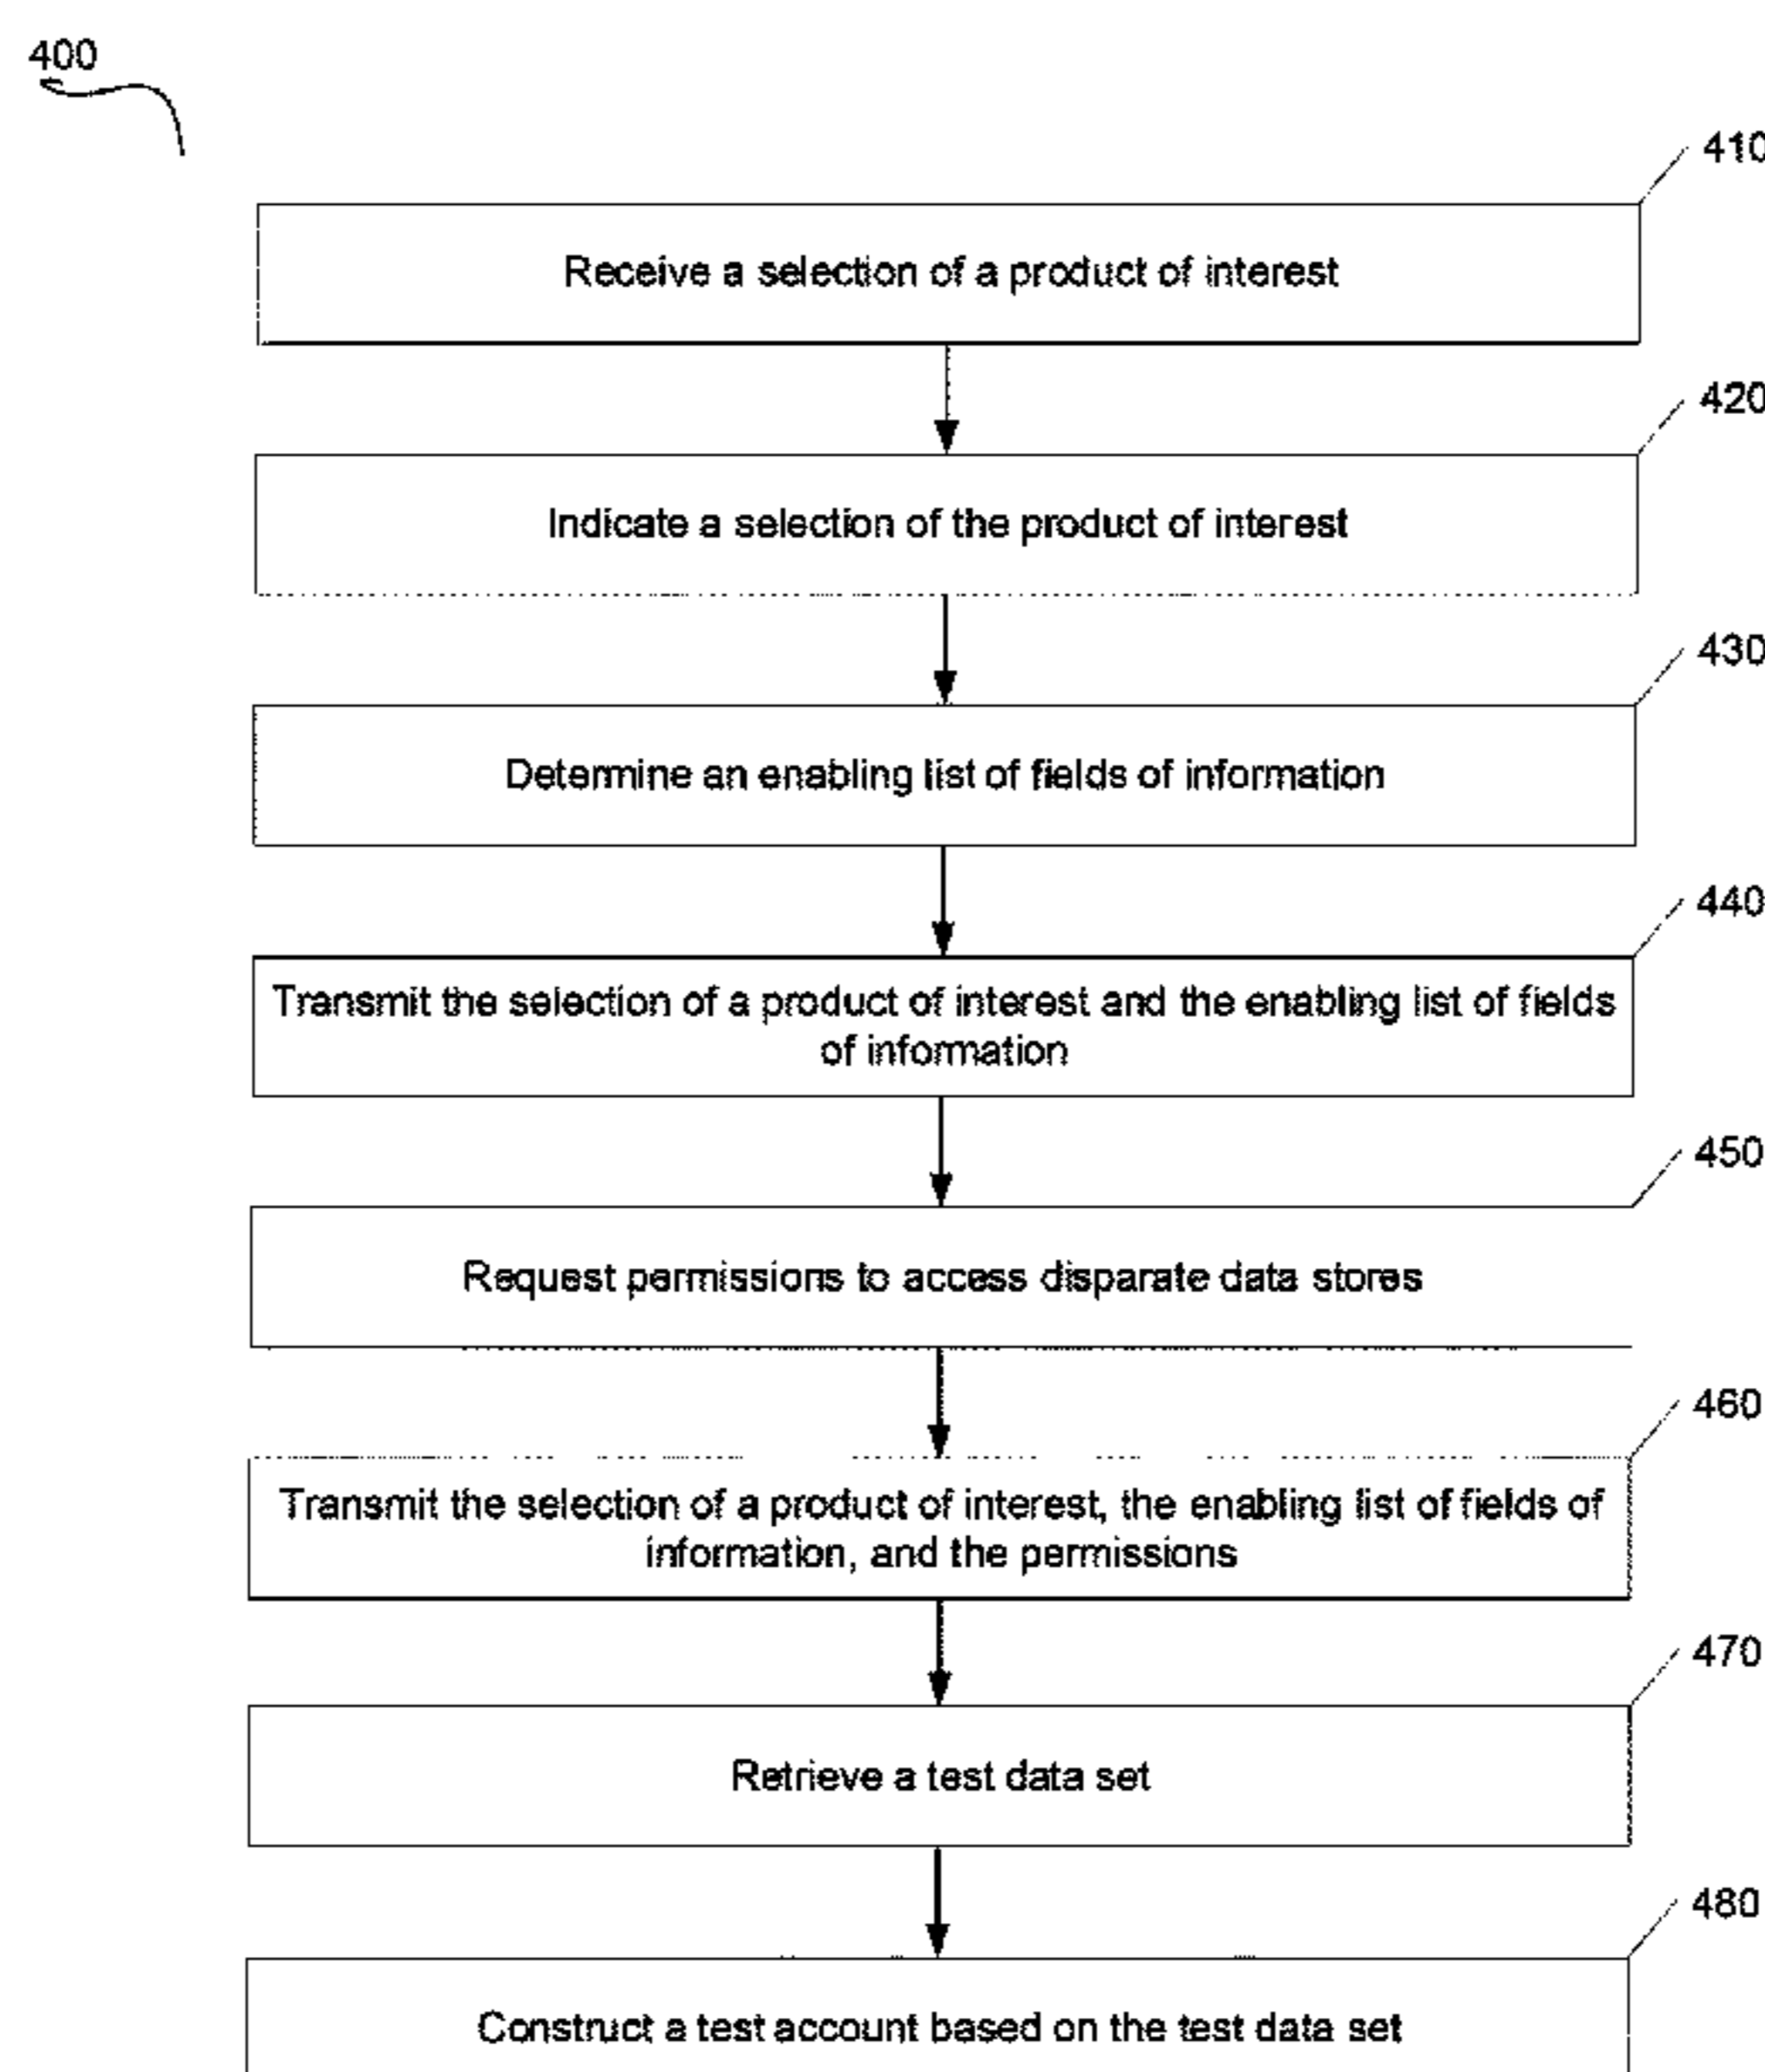 400
410
Receive a selection of a product of interest
420
Indicate a selection of the product of interest
430
Determine an enabling list of fields of information
440
Transmit the selection of a product of interest and the enabling list of fields
of information
450
Request permissions to access disparate data stores
460
Transmit the selection of a product of interest, the enabling list of fields of
information, and the permissions
470
Retrieve a test data set
480
Construct a test account based on the test data set